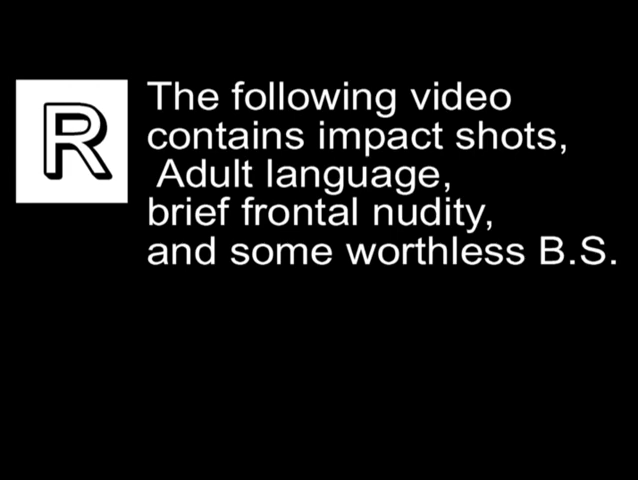 R
The following video
contains impact shots,
Adult language,
brief frontal nudity,
and some worthless B.S.